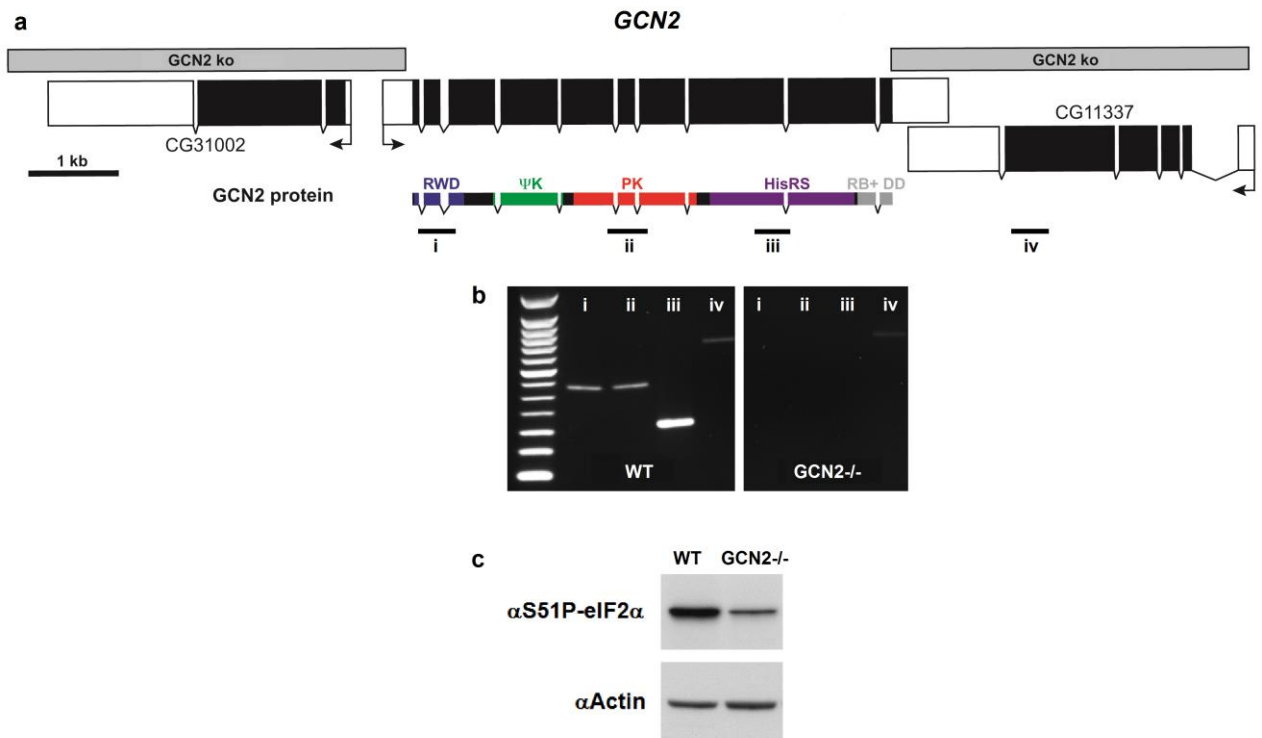 a
GCN2
GCN2 ko
GCN2 ko
CG31002
CG11337
1 kb
GCN2 protein
RWD
ΨK
PK
HisRS
RB+ DD
i
ii
iii
iv
b
i ii iii iv
i ii iii iv
WT
GCN2-/-
c
WT GCN2-/-
αS51P-eIF2α
αActin